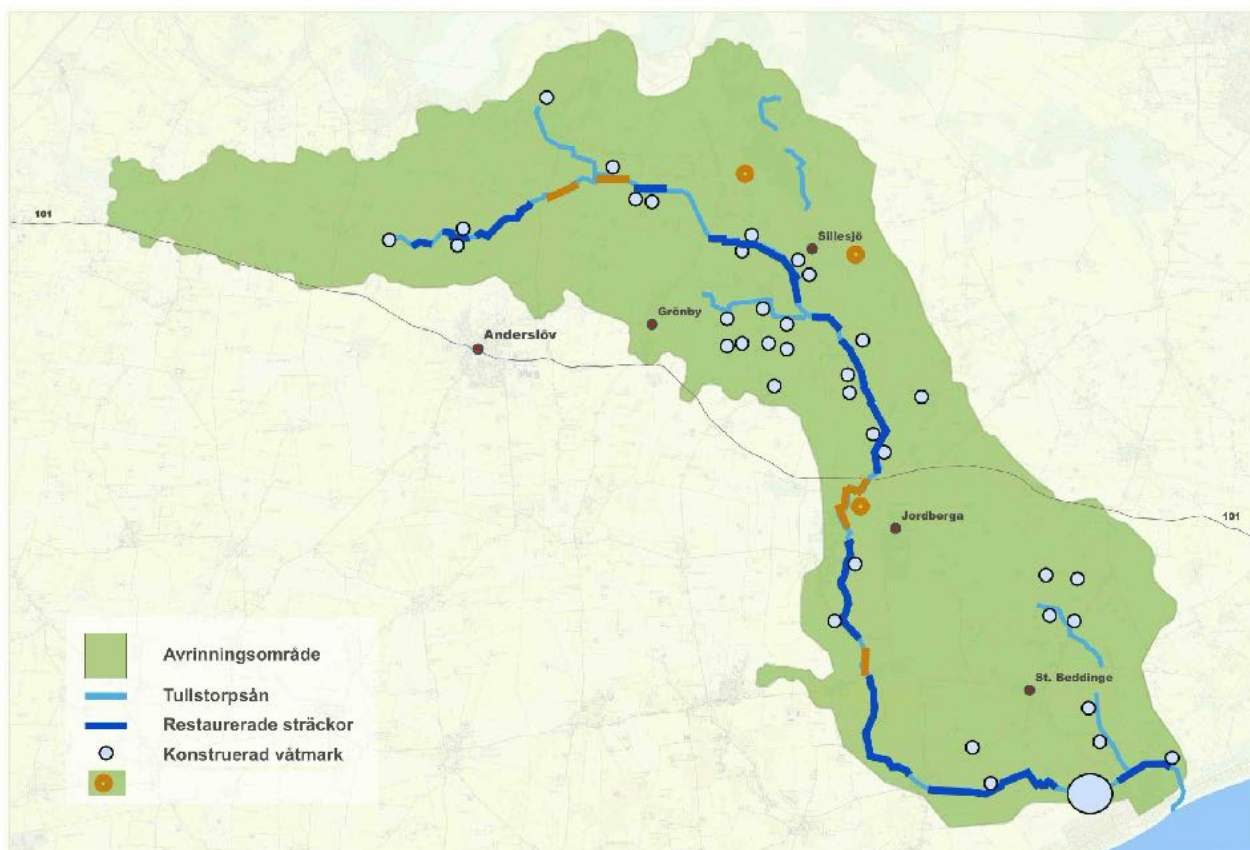 101
Sillesjö
Grönby
Anderslöv
101
Jordberga
St. Beddinge
Avrinningsområde
Tullstorpsån
Restaurerade sträckor
Konstruerad våtmark